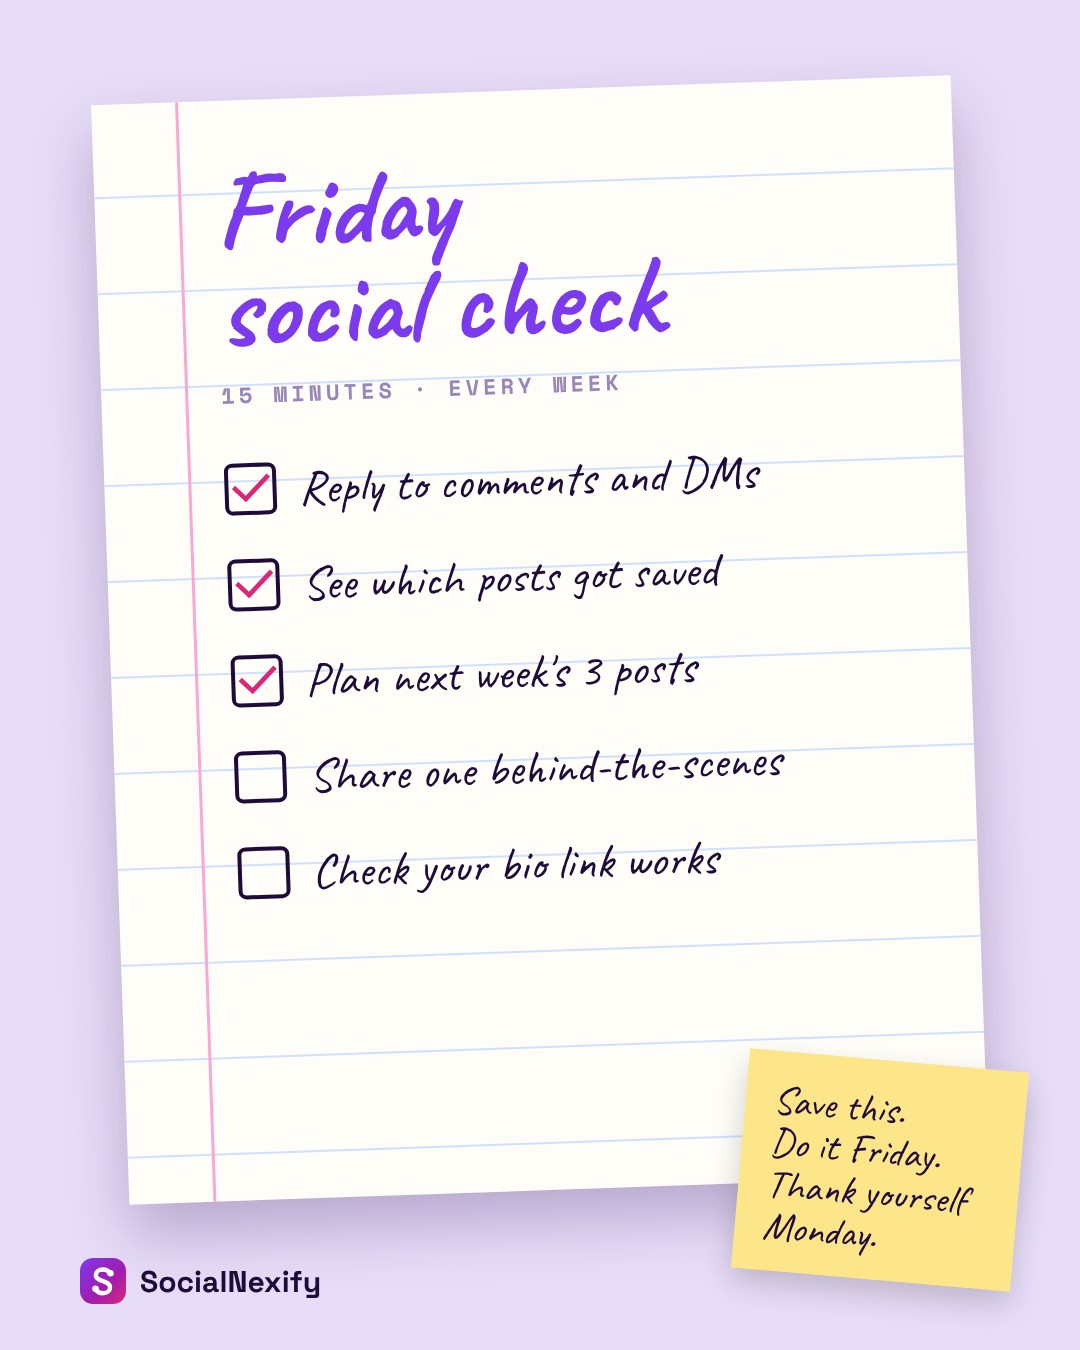 Friday
social check
15 MINUTES · EVERY WEEK
Reply to comments and DMs
See which posts got saved
Plan next week's 3 posts
Share one behind-the-scenes
Check your bio link works
Save this.
Do it Friday.
Thank yourself
Monday.
S SocialNexify